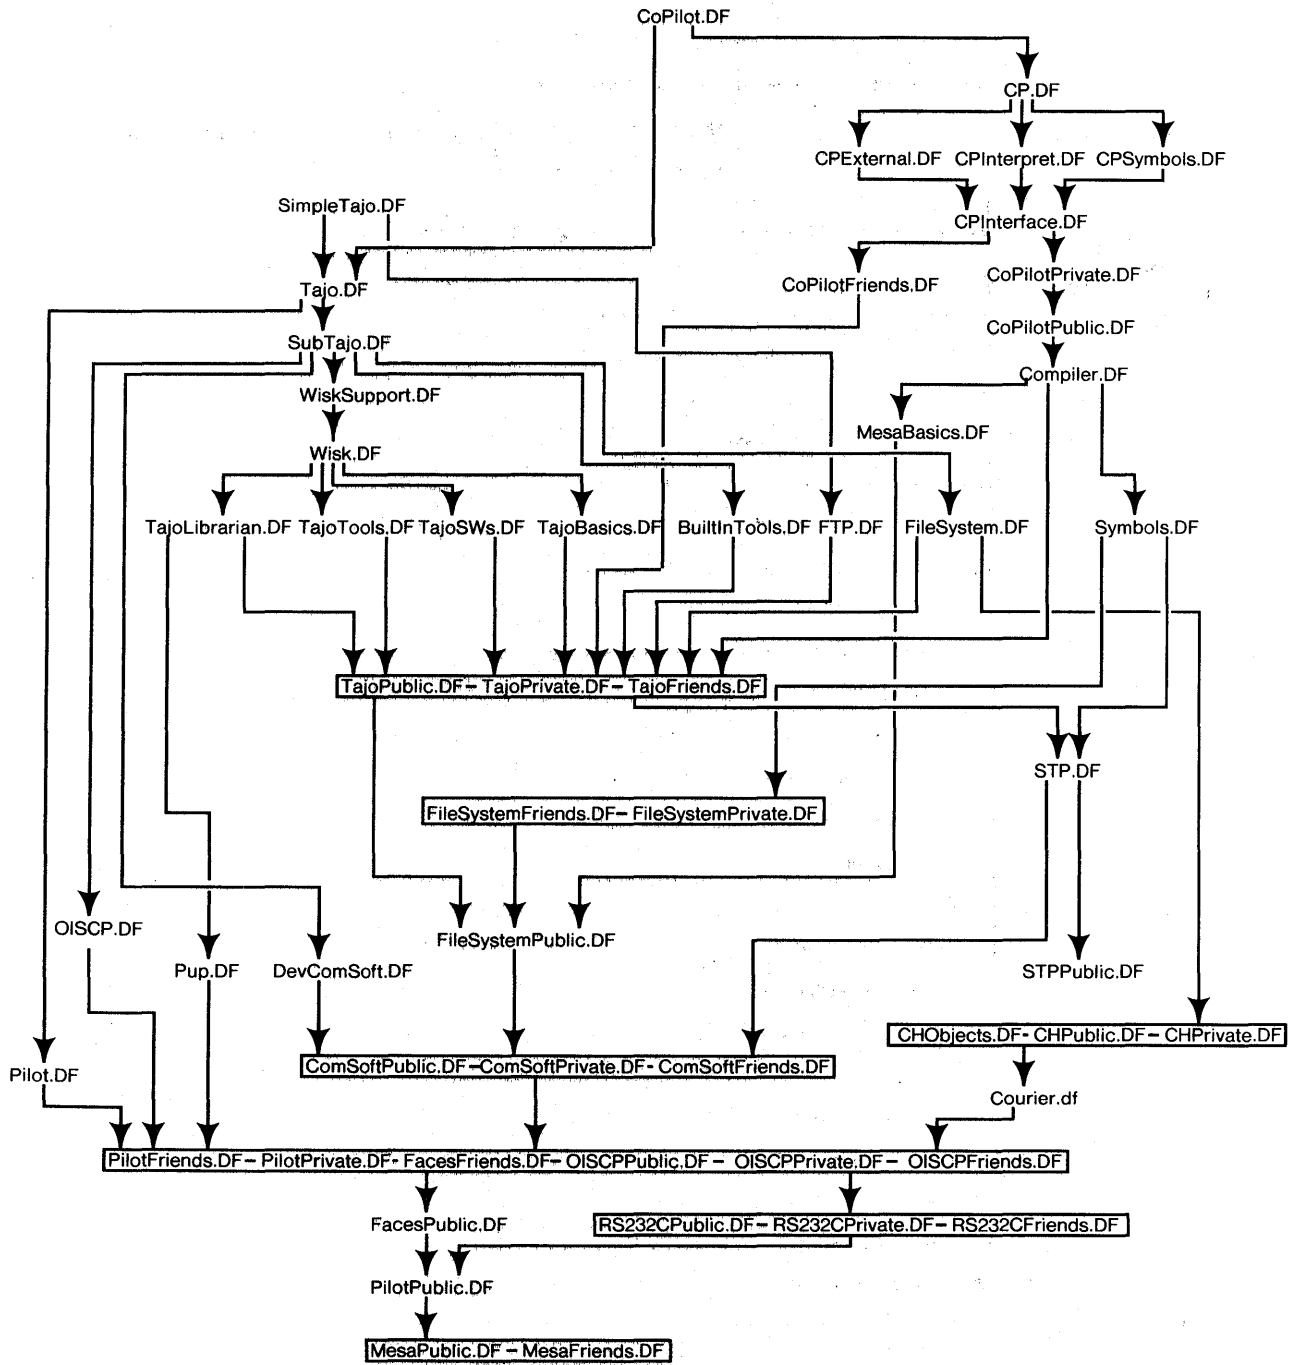 CoPilot.DF
CP.DF
CPExternal.DF CPInterpret.DF CPSymbols.DF
SimpleTajo.DF
CPInterface.DF
CoPilotPrivate.DF
CoPilotFriends.DF
Tajo.DF
CoPilotPublic.DF
SubTajo.DF
Compiler.DF
WiskSupport.DF
MesaBasics.DF
Wisk.DF
TajoLibrarian.DF TajoTools.DF TajoSWs.DF TajoBasics.DF BuiltInTools.DF FTP.DF FileSystem.DF Symbols.DF
TajoPublic.DF – TajoPrivate.DF – TajoFriends.DF
STP.DF
FileSystemFriends.DF – FileSystemPrivate.DF
OISCP.DF
FileSystemPublic.DF
Pup.DF DevComSoft.DF STPPublic.DF
CHObjects.DF - CHPublic.DF – CHPrivate.DF
ComSoftPublic.DF –ComSoftPrivate.DF - ComSoftFriends.DF
Pilot.DF
Courier.df
PilotFriends.DF – PilotPrivate.DF - FacesFriends.DF – OISCPPublic.DF – OISCPPrivate.DF – OISCPFriends.DF
FacesPublic.DF RS232CPublic.DF – RS232CPrivate.DF – RS232CFriends.DF
PilotPublic.DF
MesaPublic.DF – MesaFriends.DF